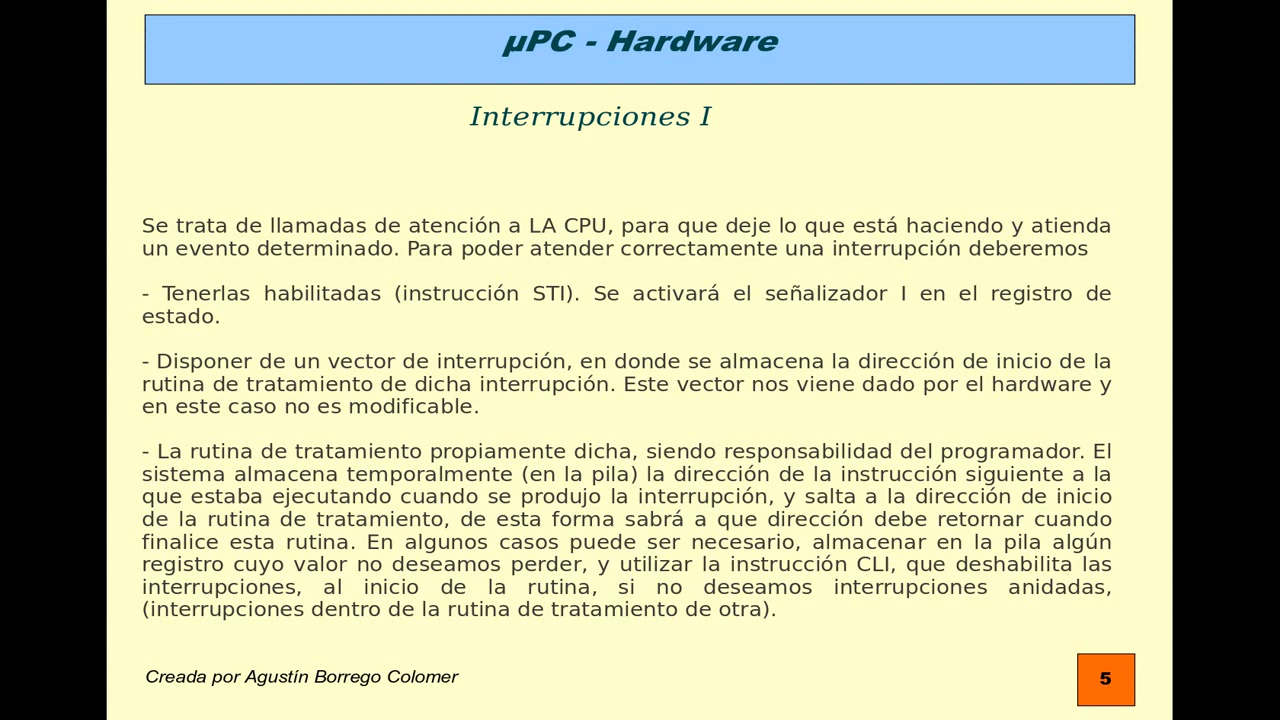 µPC - Hardware
Interrupciones I
Se trata de llamadas de atención a LA CPU, para que deje lo que está haciendo y atienda
un evento determinado. Para poder atender correctamente una interrupción deberemos
- Tenerlas habilitadas (instrucción STI). Se activará el señalizador I en el registro de
estado.
- Disponer de un vector de interrupción, en donde se almacena la dirección de inicio de la
rutina de tratamiento de dicha interrupción. Este vector nos viene dado por el hardware y
en este caso no es modificable.
- La rutina de tratamiento propiamente dicha, siendo responsabilidad del programador. El
sistema almacena temporalmente (en la pila) la dirección de la instrucción siguiente a la
que estaba ejecutando cuando se produjo la interrupción, y salta a la dirección de inicio
de la rutina de tratamiento, de esta forma sabrá a que dirección debe retornar cuando
finalice esta rutina. En algunos casos puede ser necesario, almacenar en la pila algún
registro cuyo valor no deseamos perder, y utilizar la instrucción CLI, que deshabilita las
interrupciones, al inicio de la rutina, si no deseamos interrupciones anidadas,
(interrupciones dentro de la rutina de tratamiento de otra).
Creada por Agustín Borrego Colomer
5